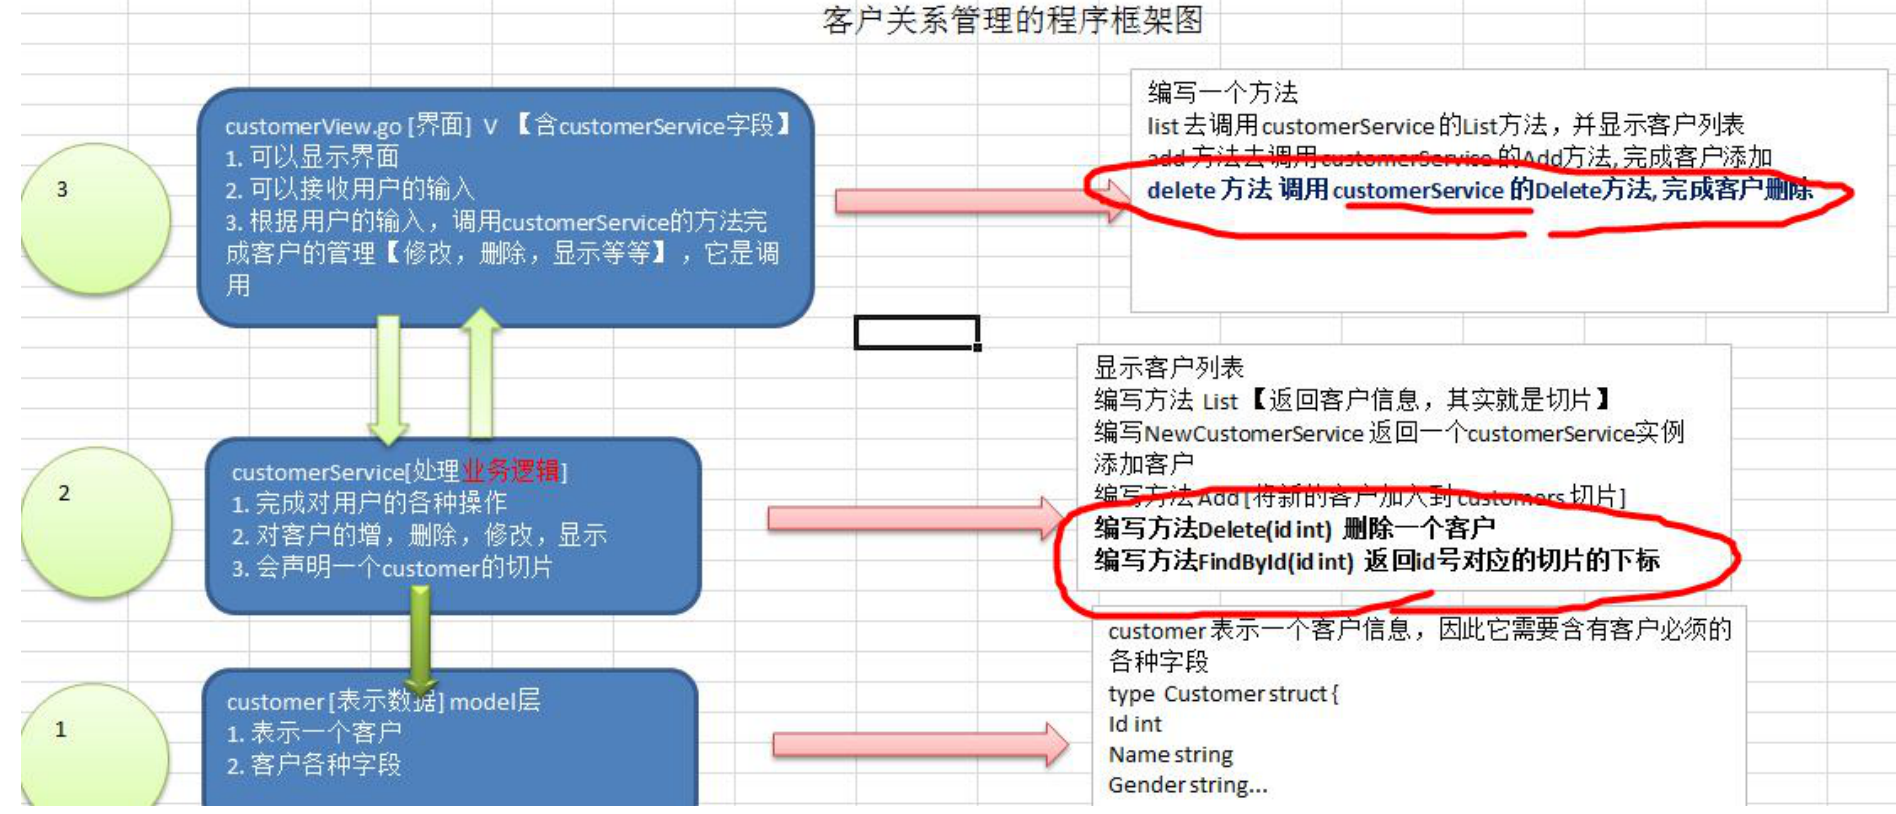 客户关系管理的程序框架图
3
customerView.go [界面] V 【含customerService字段】
1. 可以显示界面
2. 可以接收用户的输入
3. 根据用户的输入，调用customerService的方法完
成客户的管理【修改，删除，显示等等】，它是调
用
编写一个方法
list 去调用customerService 的List方法，并显示客户列表
add 方法去调用customerService 的Add方法, 完成客户添加
delete 方法 调用customerService 的Delete方法, 完成客户删除
2
customerService[处理业务逻辑]
1. 完成对用户的各种操作
2. 对客户的增，删除，修改，显示
3. 会声明一个customer的切片
显示客户列表
编写方法 List 【返回客户信息，其实就是切片】
编写NewCustomerService 返回一个customerService实例
添加客户
编写方法 Add [将新的客户加入到 customers 切片]
编写方法Delete(id int) 删除一个客户
编写方法FindById(id int) 返回id号对应的切片的下标
1
customer [表示数据] model层
1. 表示一个客户
2. 客户各种字段
customer 表示一个客户信息，因此它需要含有客户必须的
各种字段
type Customer struct {
Id int
Name string
Gender string...